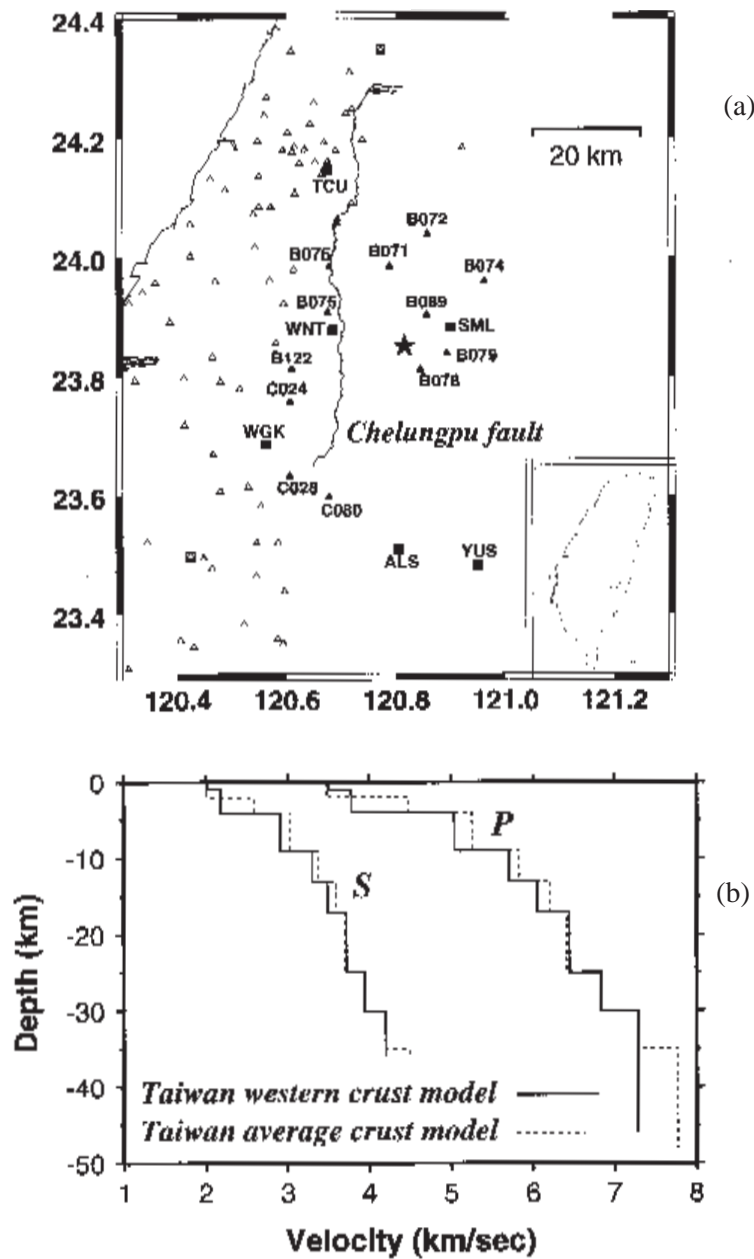 24.4
(a)
24.2
20 km
TCU
B072
24.0
B076
B071
B074
B075
B089
WNT
SML
B079
B122
23.8
B078
C024
WGK
Chelungpu fault
C028
23.6
C080
ALS
YUS
23.4
120.4 120.6 120.8 121.0 121.2
0
P
-10
S
(b)
-20
Depth (km)
-30
Taiwan western crust model
-40
Taiwan average crust model
-50
1 2 3 4 5 6 7 8
Velocity (km/sec)